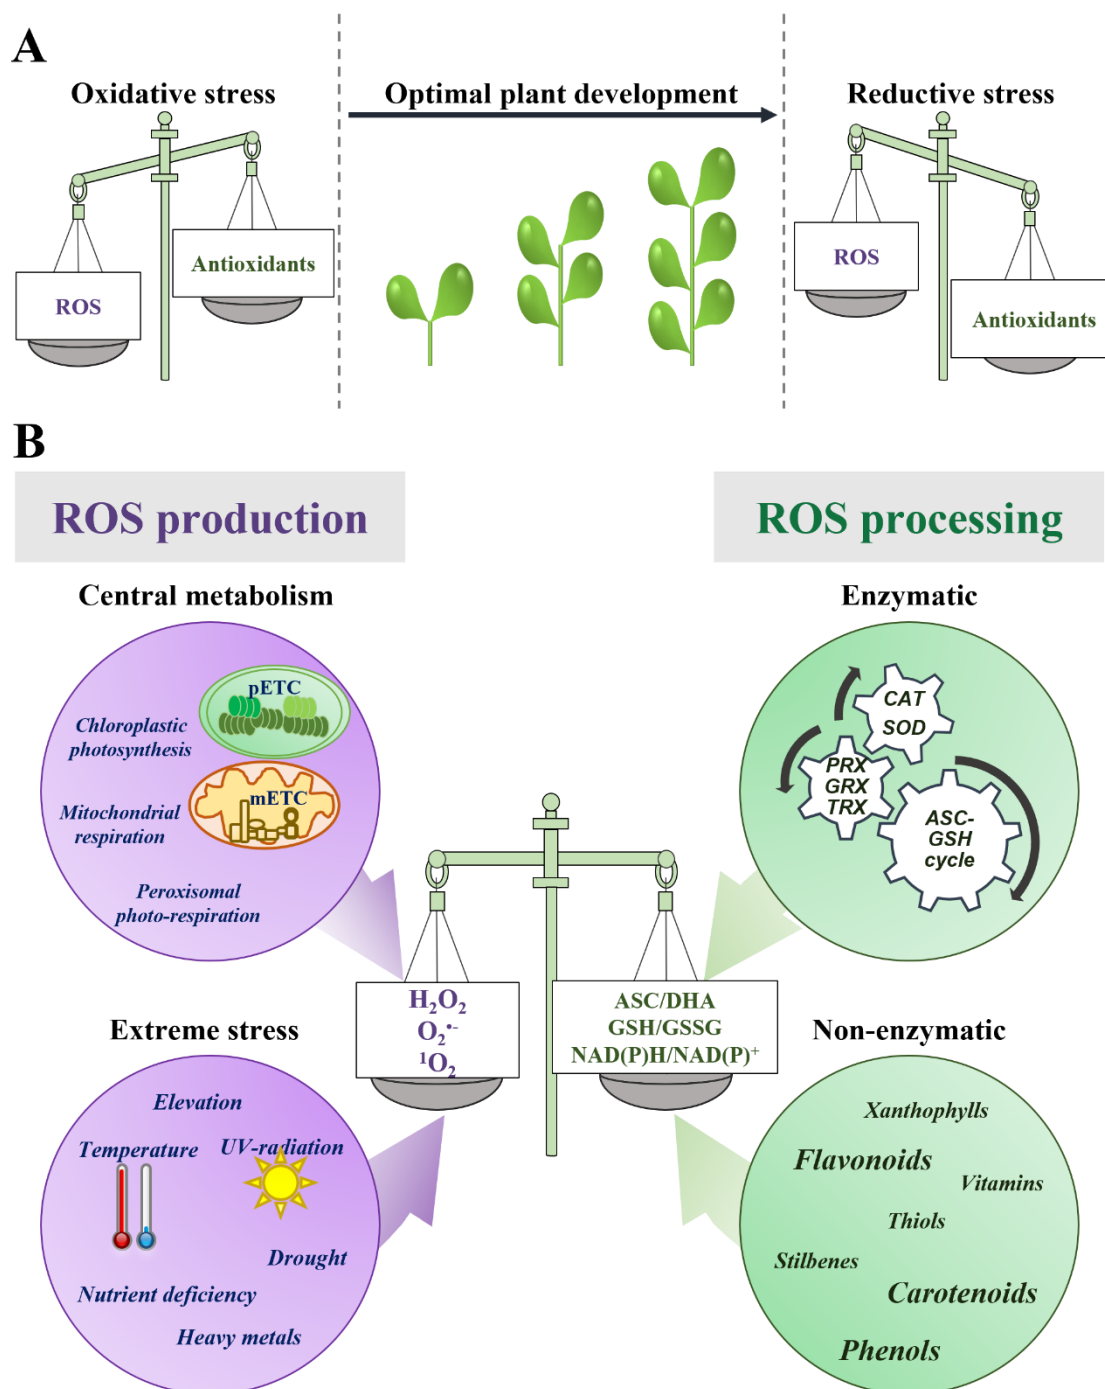 A
Oxidative stress
Optimal plant development
Reductive stress
Antioxidants
ROS
ROS
Antioxidants
B
ROS production
ROS processing
Central metabolism
pETC
Chloroplastic
photosynthesis
mETC
Mitochondrial
respiration
Peroxisomal
photo-respiration
Enzymatic
CAT
SOD
PRX
GRX
TRX
ASC-
GSH
cycle
H₂O₂
O₂•-
¹O₂
ASC/DHA
GSH/GSSG
NAD(P)H/NAD(P)⁺
Extreme stress
Elevation
Temperature
UV-radiation
Drought
Nutrient deficiency
Heavy metals
Non-enzymatic
Xanthophylls
Flavonoids
Vitamins
Thiols
Stilbenes
Carotenoids
Phenols